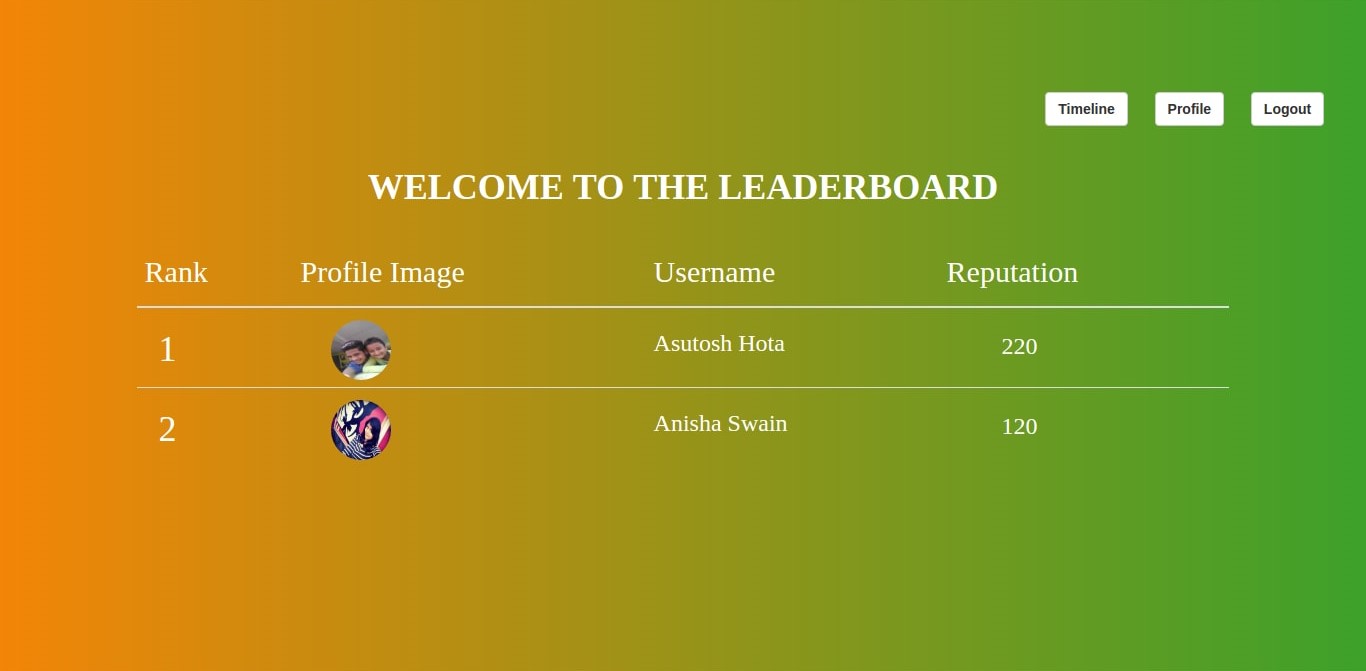 Timeline Profile Logout
WELCOME TO THE LEADERBOARD
Rank Profile Image Username Reputation
1 Asutosh Hota 220
2 Anisha Swain 120